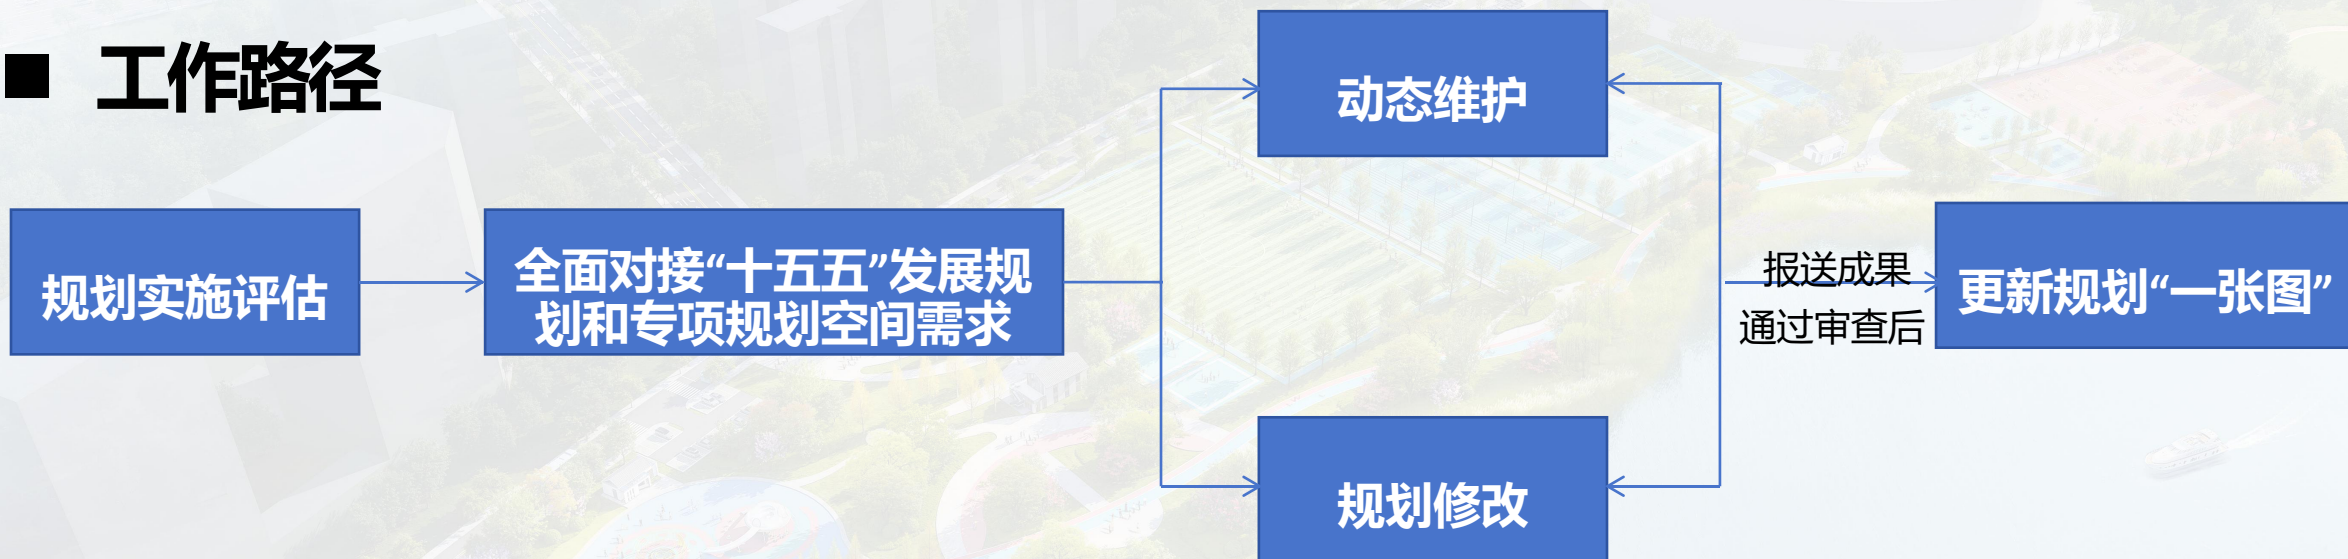 ■ 工作路径
动态维护
规划实施评估
全面对接“十五五”发展规
划和专项规划空间需求
报送成果
通过审查后
更新规划“一张图”
规划修改